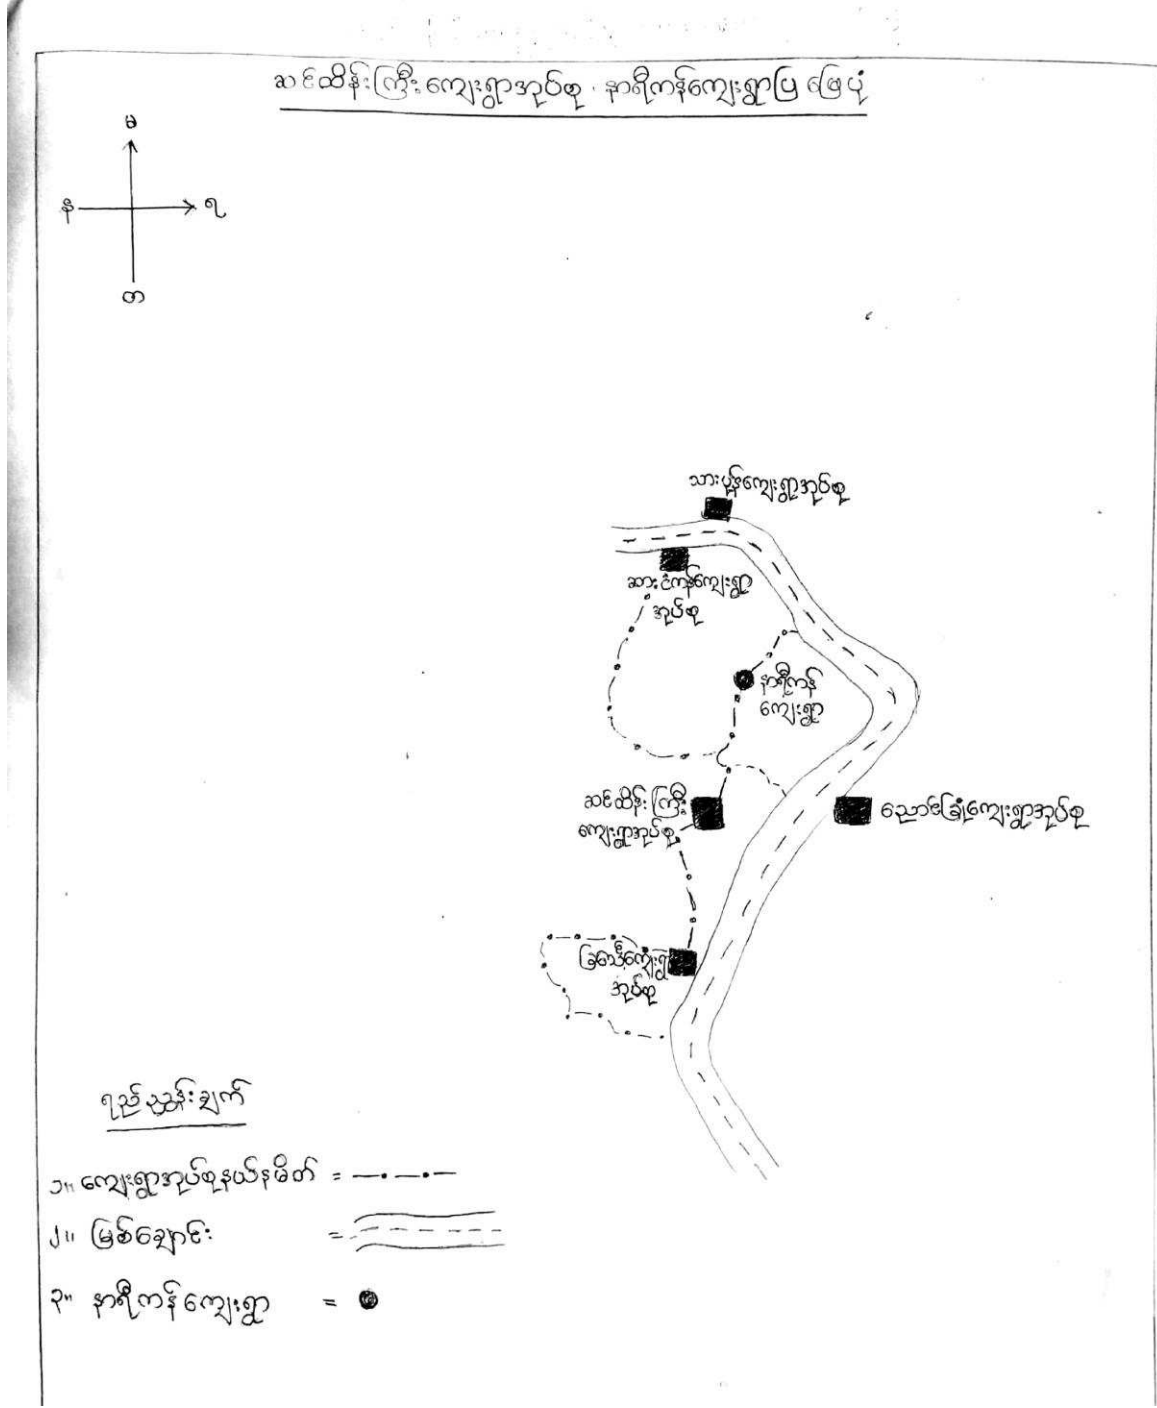 ဆင်ထိန်းကြီးကျေးရွာအုပ်စု နာရီကန်ကျေးရွာပြ မြေပုံ
မ
န
ရ
တ
သားပုန်ကျေးရွာအုပ်စု
ဆားငံကန်ကျေးရွာ
အုပ်စု
နာရီကန်
ကျေးရွာ
ဆင်ထိန်းကြီး
ကျေးရွာအုပ်စု
ညောင်ခြုံကျေးရွာအုပ်စု
ကျေးရွာ
အုပ်စု
ရည်ညွှန်းချက်
၁။ ကျေးရွာအုပ်စုနယ်နမိတ် =
၂။ မြစ်ချောင်း =
၃။ နာရီကန်ကျေးရွာ =